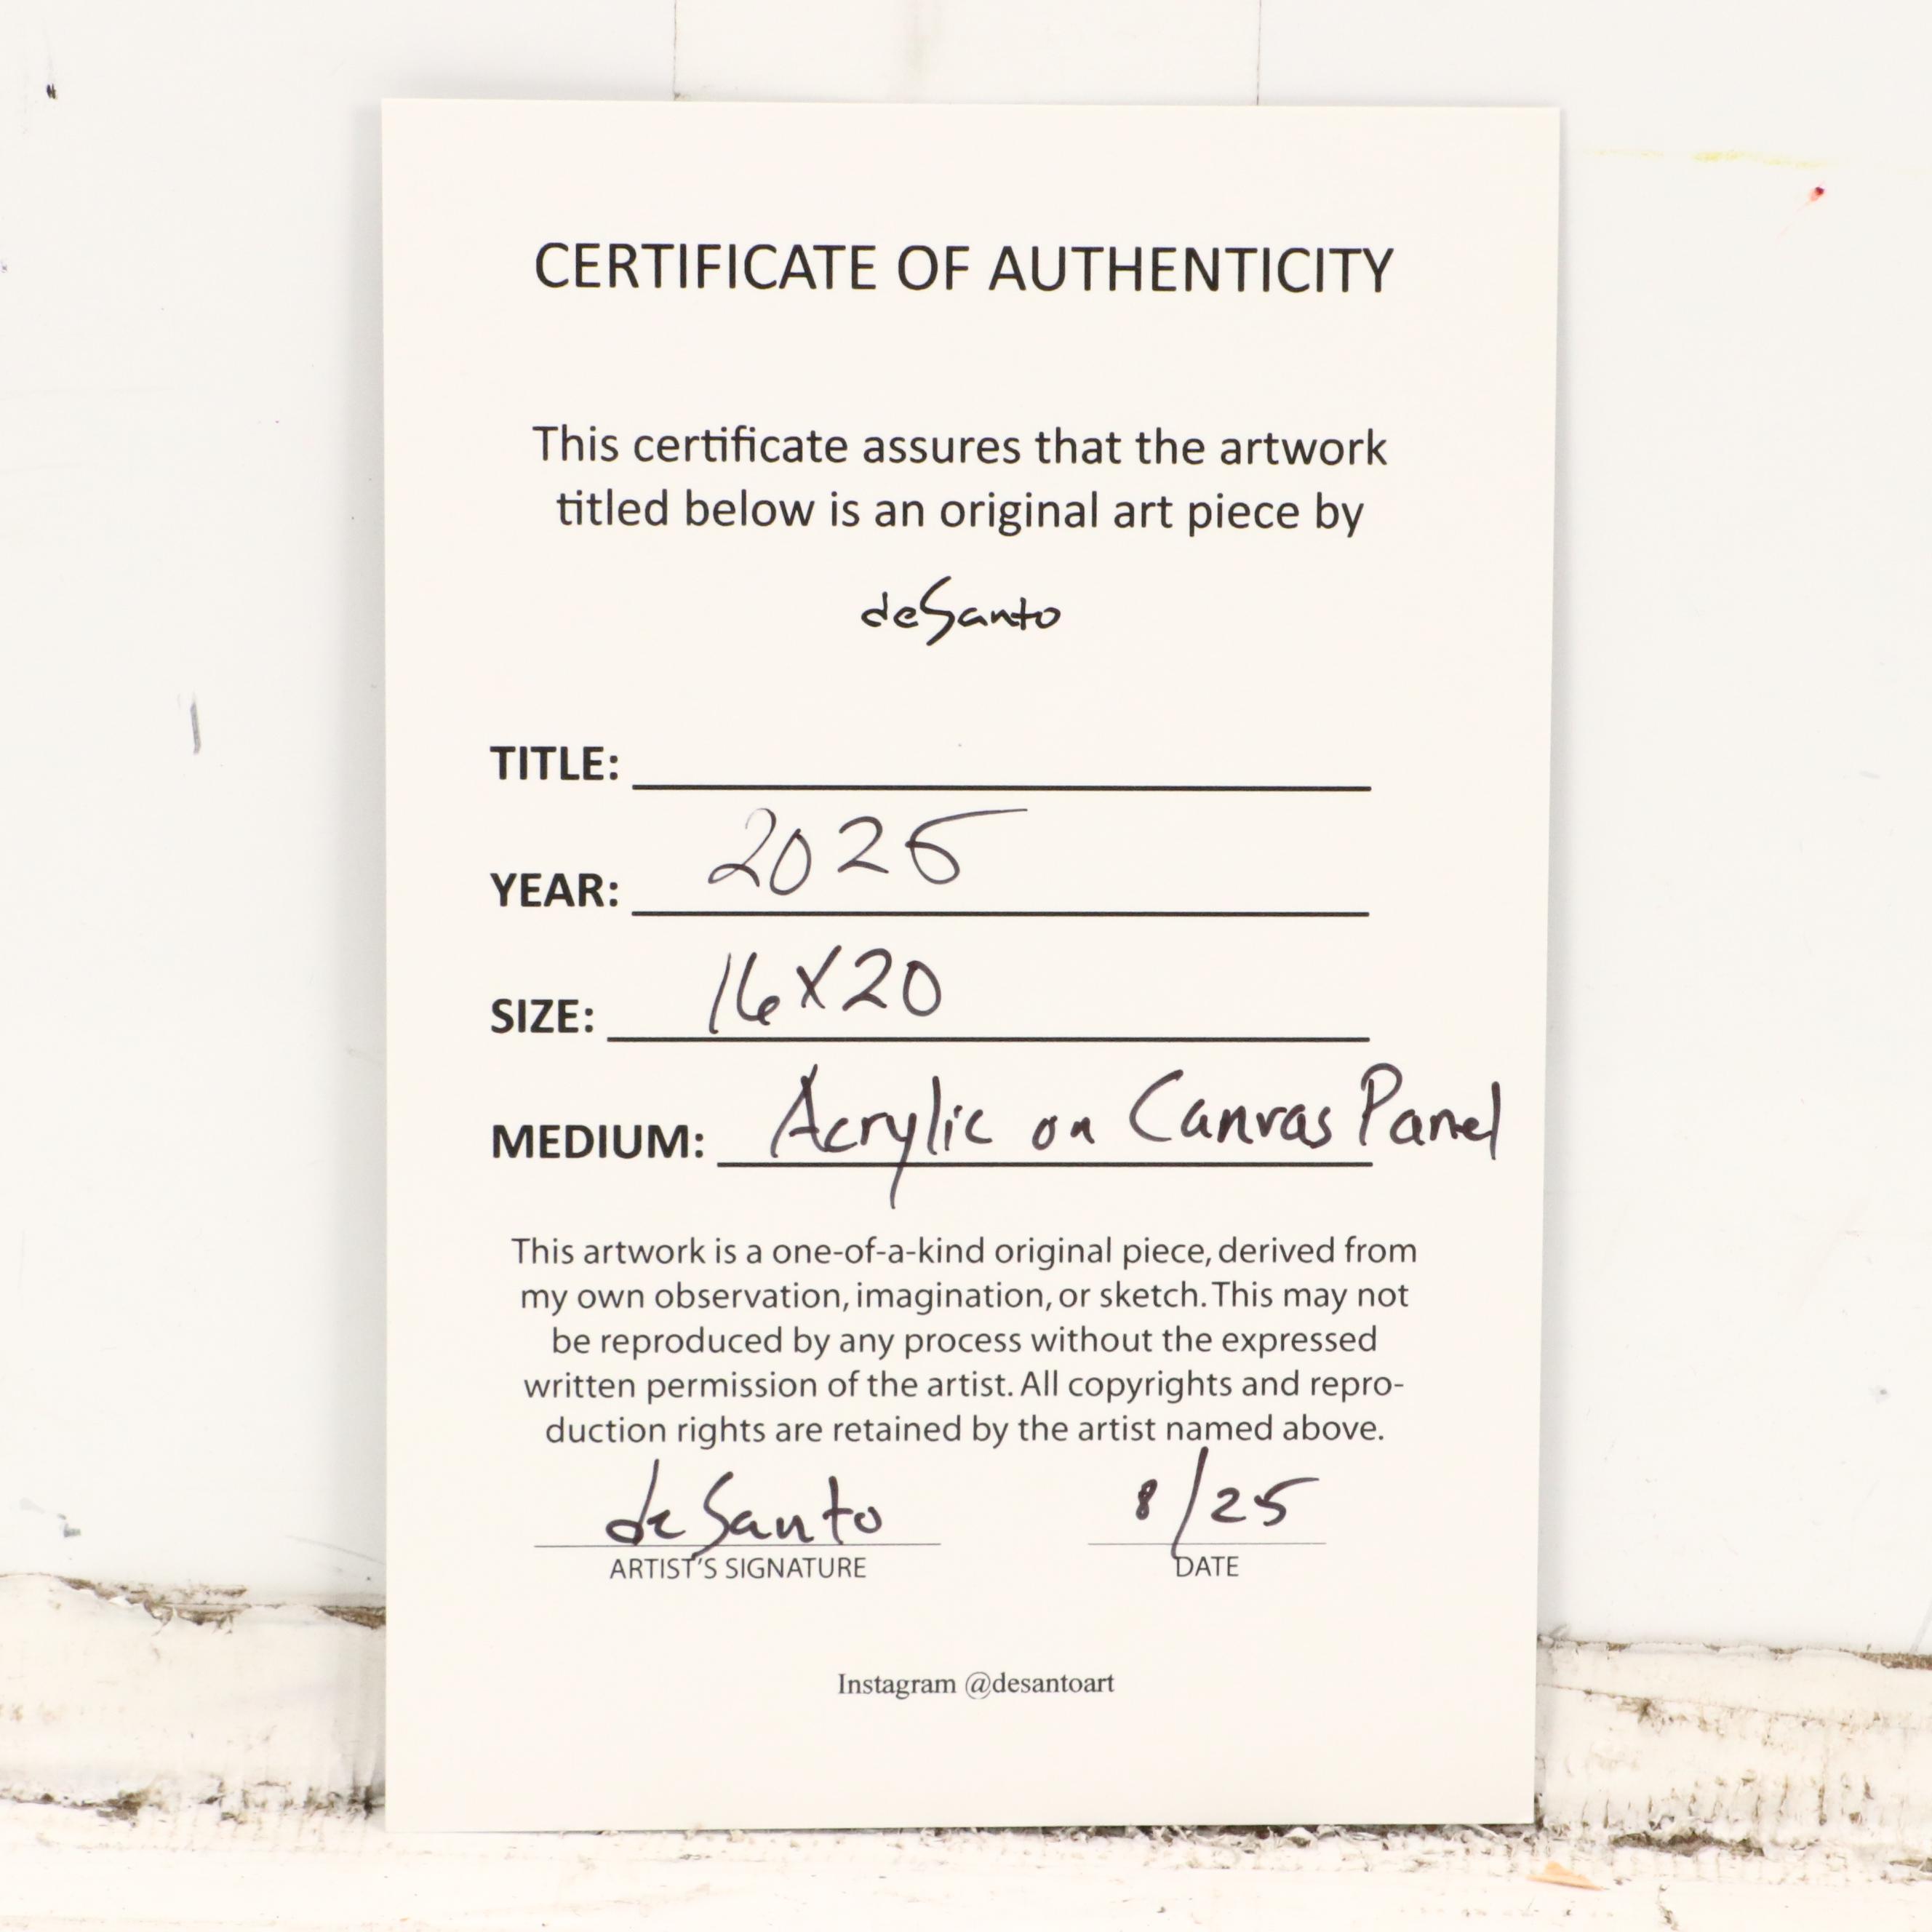 CERTIFICATE OF AUTHENTICITY
This certificate assures that the artwork
titled below is an original art piece by
deSanto
TITLE:
YEAR: 2025
SIZE: 16x20
MEDIUM: Acrylic on Canvas Panel
This artwork is a one-of-a-kind original piece, derived from
my own observation, imagination, or sketch. This may not
be reproduced by any process without the expressed
written permission of the artist. All copyrights and repro-
duction rights are retained by the artist named above.
deSanto 8/25
ARTIST'S SIGNATURE DATE
Instagram @desantoart